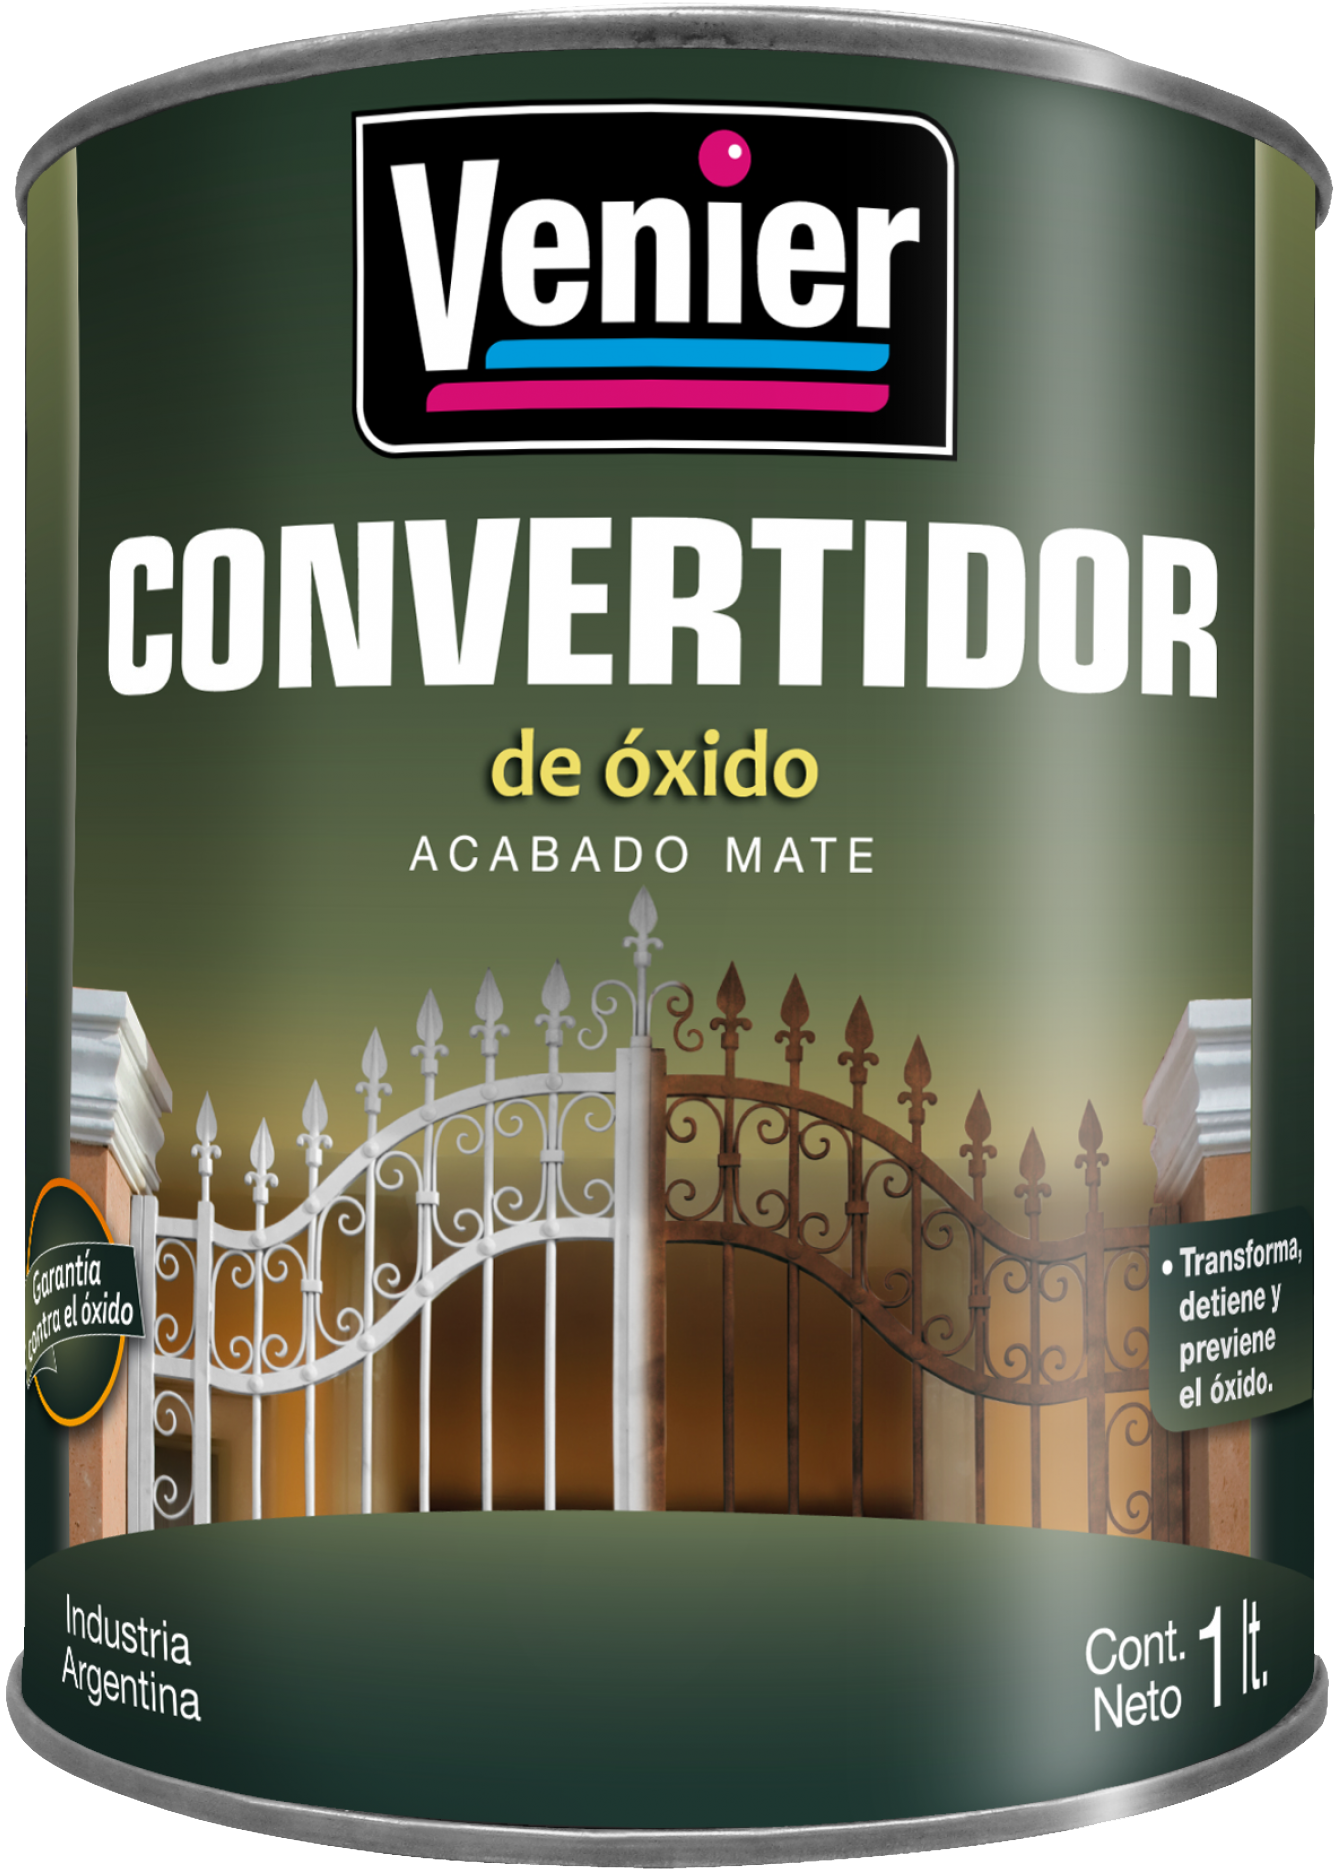 Venier
CONVERTIDOR
de óxido
ACABADO MATE
Garantía
contra el óxido
• Transforma,
detiene y
previene
el óxido.
Industria
Argentina
Cont.
Neto
1 lt.